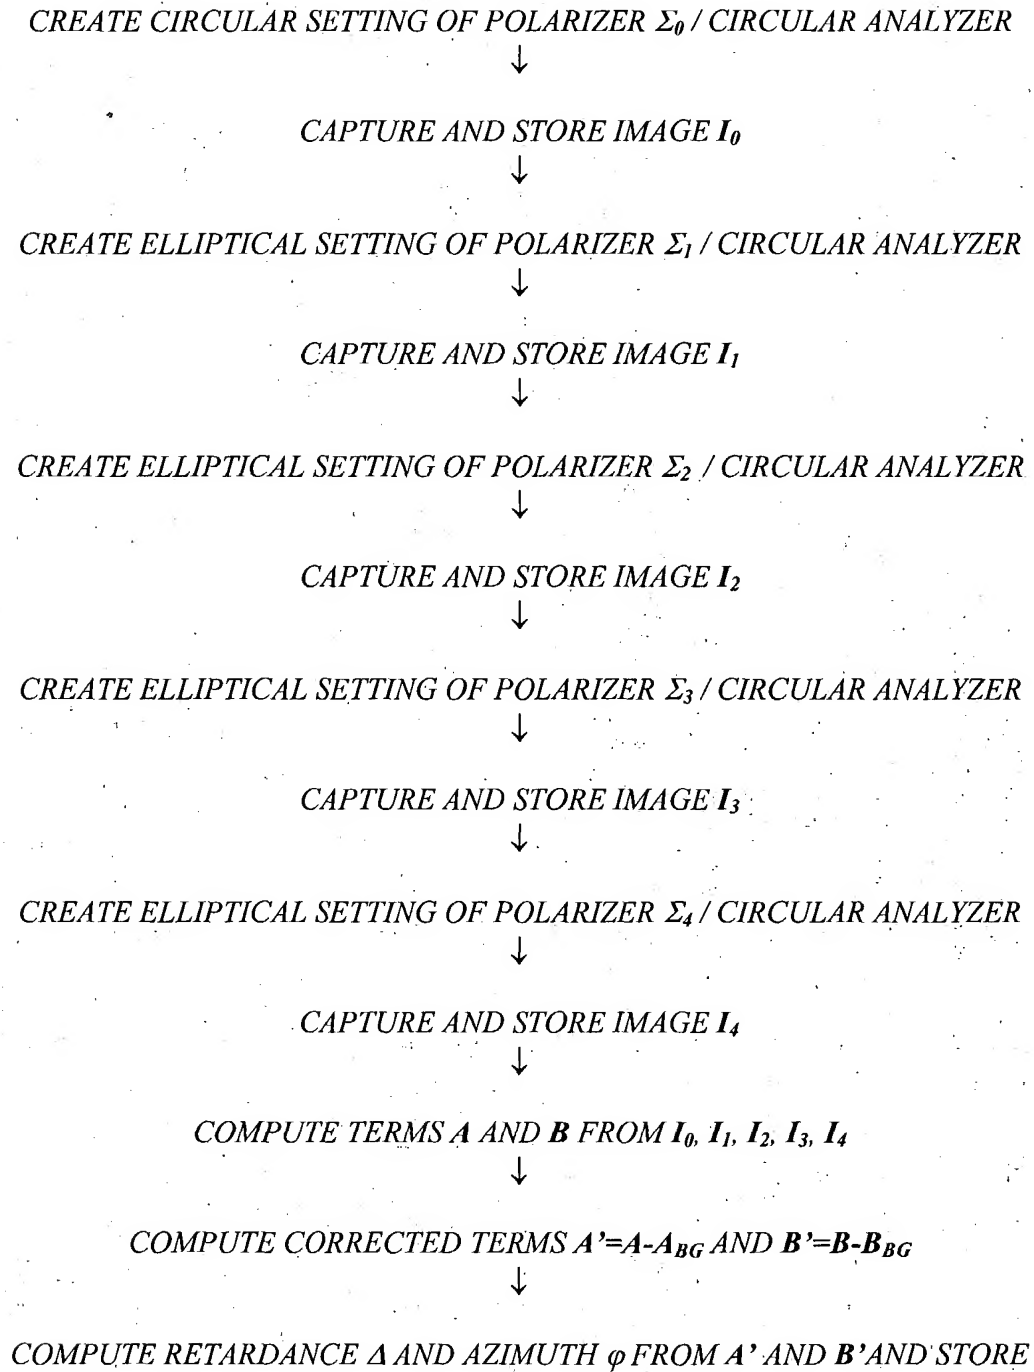 CREATE CIRCULAR SETTING OF POLARIZER Σ₀ / CIRCULAR ANALYZER
↓
CAPTURE AND STORE IMAGE I₀
↓
CREATE ELLIPTICAL SETTING OF POLARIZER Σ₁ / CIRCULAR ANALYZER
↓
CAPTURE AND STORE IMAGE I₁
↓
CREATE ELLIPTICAL SETTING OF POLARIZER Σ₂ / CIRCULAR ANALYZER
↓
CAPTURE AND STORE IMAGE I₂
↓
CREATE ELLIPTICAL SETTING OF POLARIZER Σ₃ / CIRCULAR ANALYZER
↓
CAPTURE AND STORE IMAGE I₃
↓
CREATE ELLIPTICAL SETTING OF POLARIZER Σ₄ / CIRCULAR ANALYZER
↓
CAPTURE AND STORE IMAGE I₄
↓
COMPUTE TERMS A AND B FROM I₀, I₁, I₂, I₃, I₄
↓
COMPUTE CORRECTED TERMS A'=A-A_BG AND B'=B-B_BG
↓
COMPUTE RETARDANCE Δ AND AZIMUTH φ FROM A' AND B'AND STORE